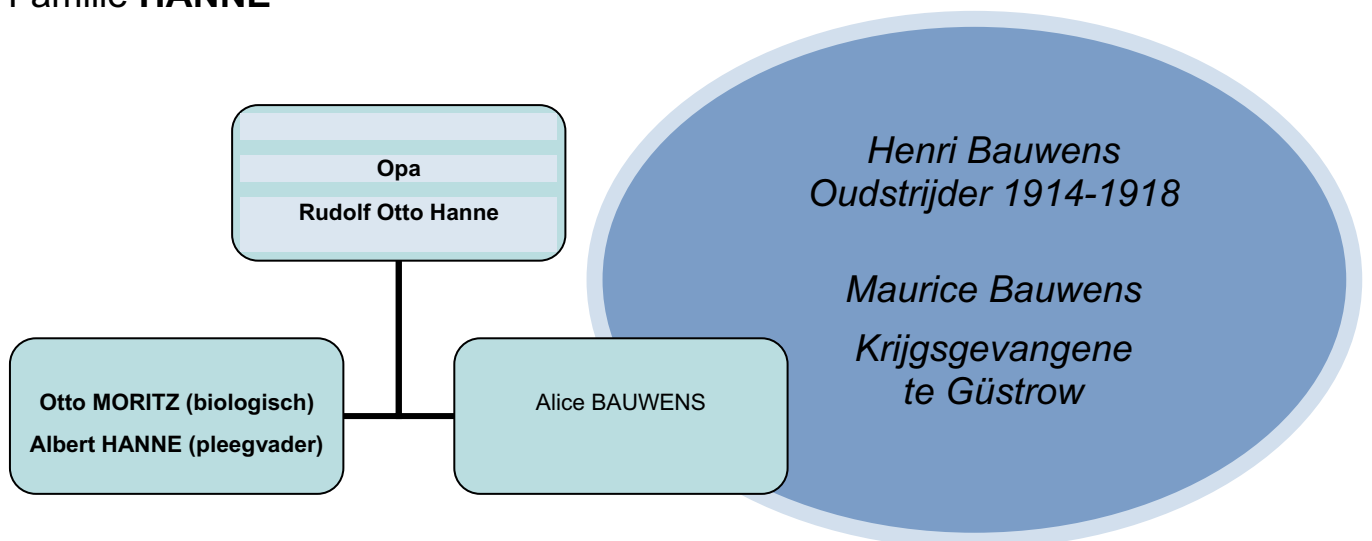 Familie HANNE
Opa
Rudolf Otto Hanne
Henri Bauwens
Oudstrijder 1914-1918
Maurice Bauwens
Krijgsgevangene
te Güstrow
Otto MORITZ (biologisch)
Albert HANNE (pleegvader)
Alice BAUWENS